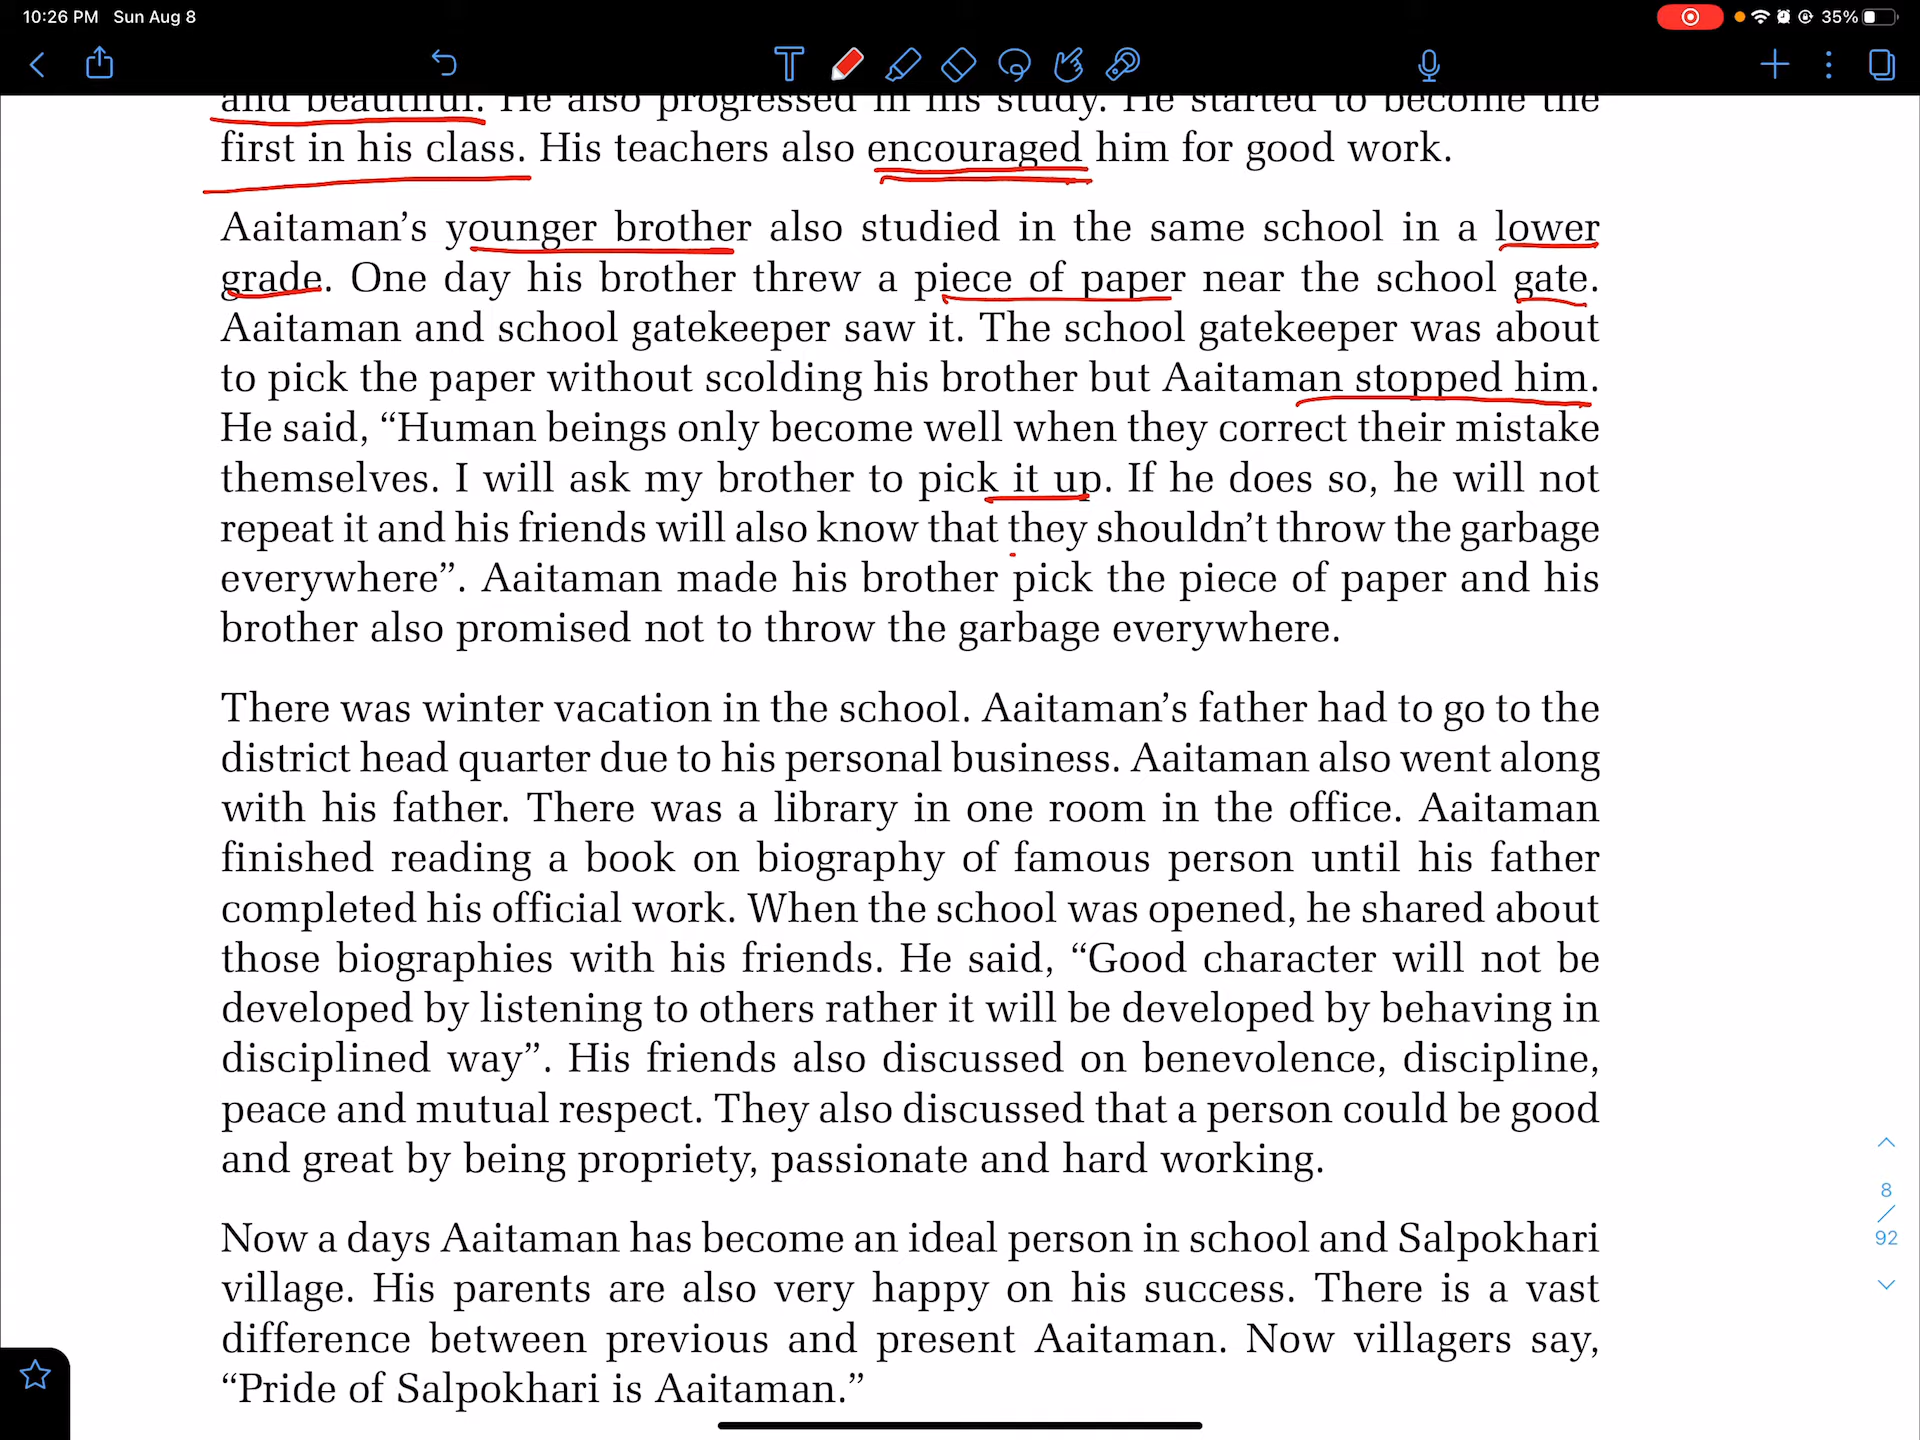 10:26 PM Sun Aug 8
35%
and beautiful. He also progressed in his study. He started to become the
first in his class. His teachers also encouraged him for good work.
Aaitaman’s younger brother also studied in the same school in a lower
grade. One day his brother threw a piece of paper near the school gate.
Aaitaman and school gatekeeper saw it. The school gatekeeper was about
to pick the paper without scolding his brother but Aaitaman stopped him.
He said, “Human beings only become well when they correct their mistake
themselves. I will ask my brother to pick it up. If he does so, he will not
repeat it and his friends will also know that they shouldn’t throw the garbage
everywhere”. Aaitaman made his brother pick the piece of paper and his
brother also promised not to throw the garbage everywhere.
There was winter vacation in the school. Aaitaman’s father had to go to the
district head quarter due to his personal business. Aaitaman also went along
with his father. There was a library in one room in the office. Aaitaman
finished reading a book on biography of famous person until his father
completed his official work. When the school was opened, he shared about
those biographies with his friends. He said, “Good character will not be
developed by listening to others rather it will be developed by behaving in
disciplined way”. His friends also discussed on benevolence, discipline,
peace and mutual respect. They also discussed that a person could be good
and great by being propriety, passionate and hard working.
Now a days Aaitaman has become an ideal person in school and Salpokhari
village. His parents are also very happy on his success. There is a vast
difference between previous and present Aaitaman. Now villagers say,
“Pride of Salpokhari is Aaitaman.”
8
/
92